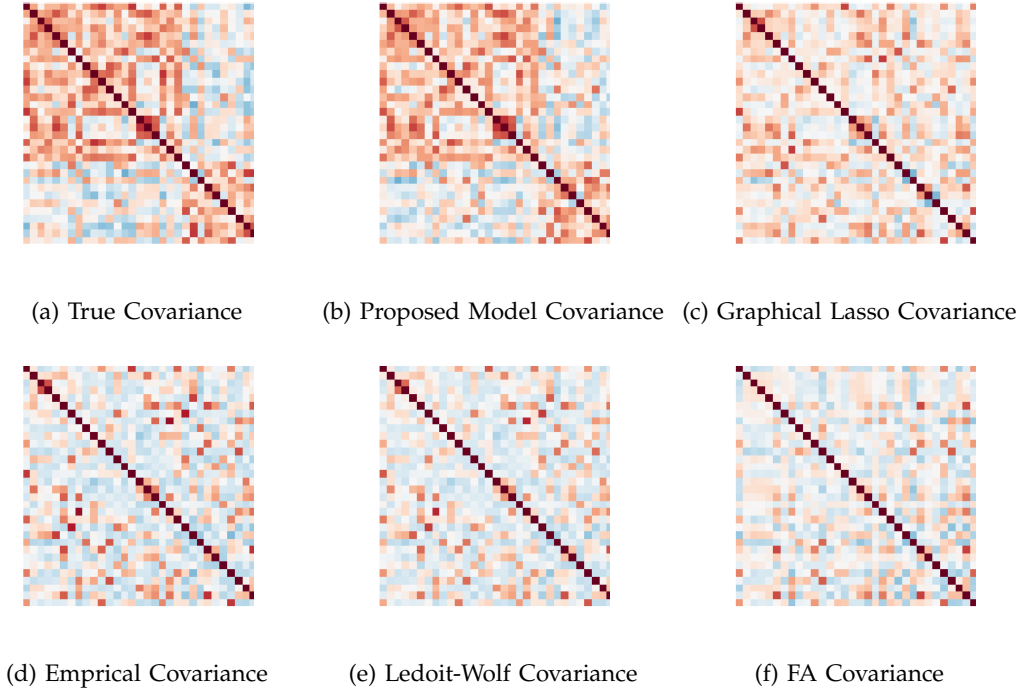 (a) True Covariance
(b) Proposed Model Covariance
(c) Graphical Lasso Covariance
(d) Emprical Covariance
(e) Ledoit-Wolf Covariance
(f) FA Covariance